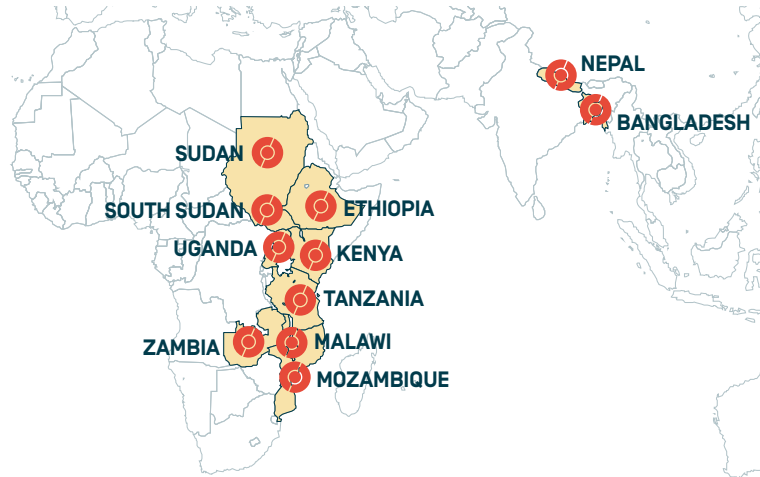 NEPAL
BANGLADESH
SUDAN
SOUTH SUDAN
ETHIOPIA
UGANDA
KENYA
TANZANIA
ZAMBIA
MALAWI
MOZAMBIQUE